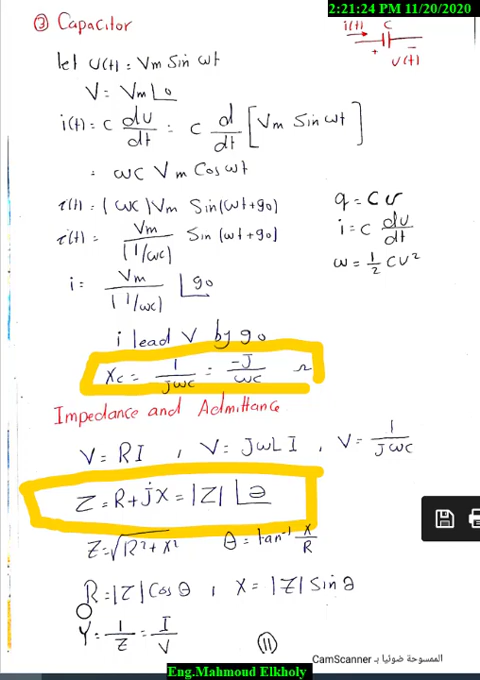 2:21:24 PM 11/20/2020
③ Capacitor
i(t) C
+ −
v(t)
let v(t) = Vm Sin ωt
V = Vm ∠0
i(t) = C dv/dt = C d/dt [Vm Sin ωt]
= ωC Vm Cos ωt
i(t) = (ωC) Vm Sin(ωt+90)
q = C v
i(t) = Vm/(1/ωC) Sin(ωt+90)
i = C dv/dt
ω = 1/2 CV²
i = Vm/(1/ωC) ∠90
i lead V by 90
Xc = 1/jωC = -J/ωC Ω
Impedance and Admittance
V = RI , V = JωL I , V = 1/JωC
Z = R + jX = |Z| ∠θ
Z = √R² + X² θ = tan⁻¹ X/R
R = |Z| Cos θ , X = |Z| Sin θ
Y = 1/Z = I/V
(11)
الممسوحة ضوئيا بـ CamScanner
Eng.Mahmoud Elkholy